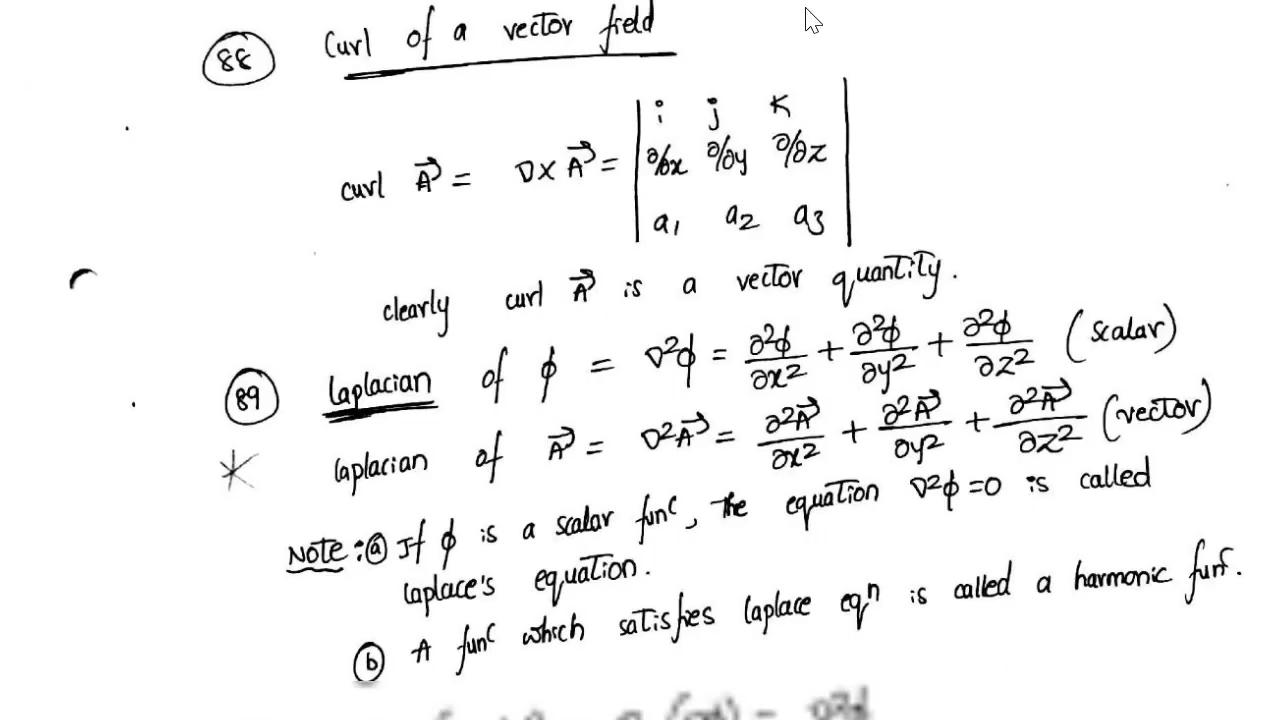 88 Curl of a vector field
i j k
curl A⃗ = ∇×A⃗ = | ∂/∂x ∂/∂y ∂/∂z |
a1 a2 a3
clearly curl A⃗ is a vector quantity.
89 Laplacian of ϕ = ∇²ϕ = ∂²ϕ/∂x² + ∂²ϕ/∂y² + ∂²ϕ/∂z² (scalar)
* laplacian of A⃗ = ∇²A⃗ = ∂²A⃗/∂x² + ∂²A⃗/∂y² + ∂²A⃗/∂z² (vector)
NOTE: ⓐ If ϕ is a scalar funᶜ, the equation ∇²ϕ=0 is called
laplace's equation.
ⓑ A funᶜ which satisfies laplace eqⁿ is called a harmonic funᶜ.